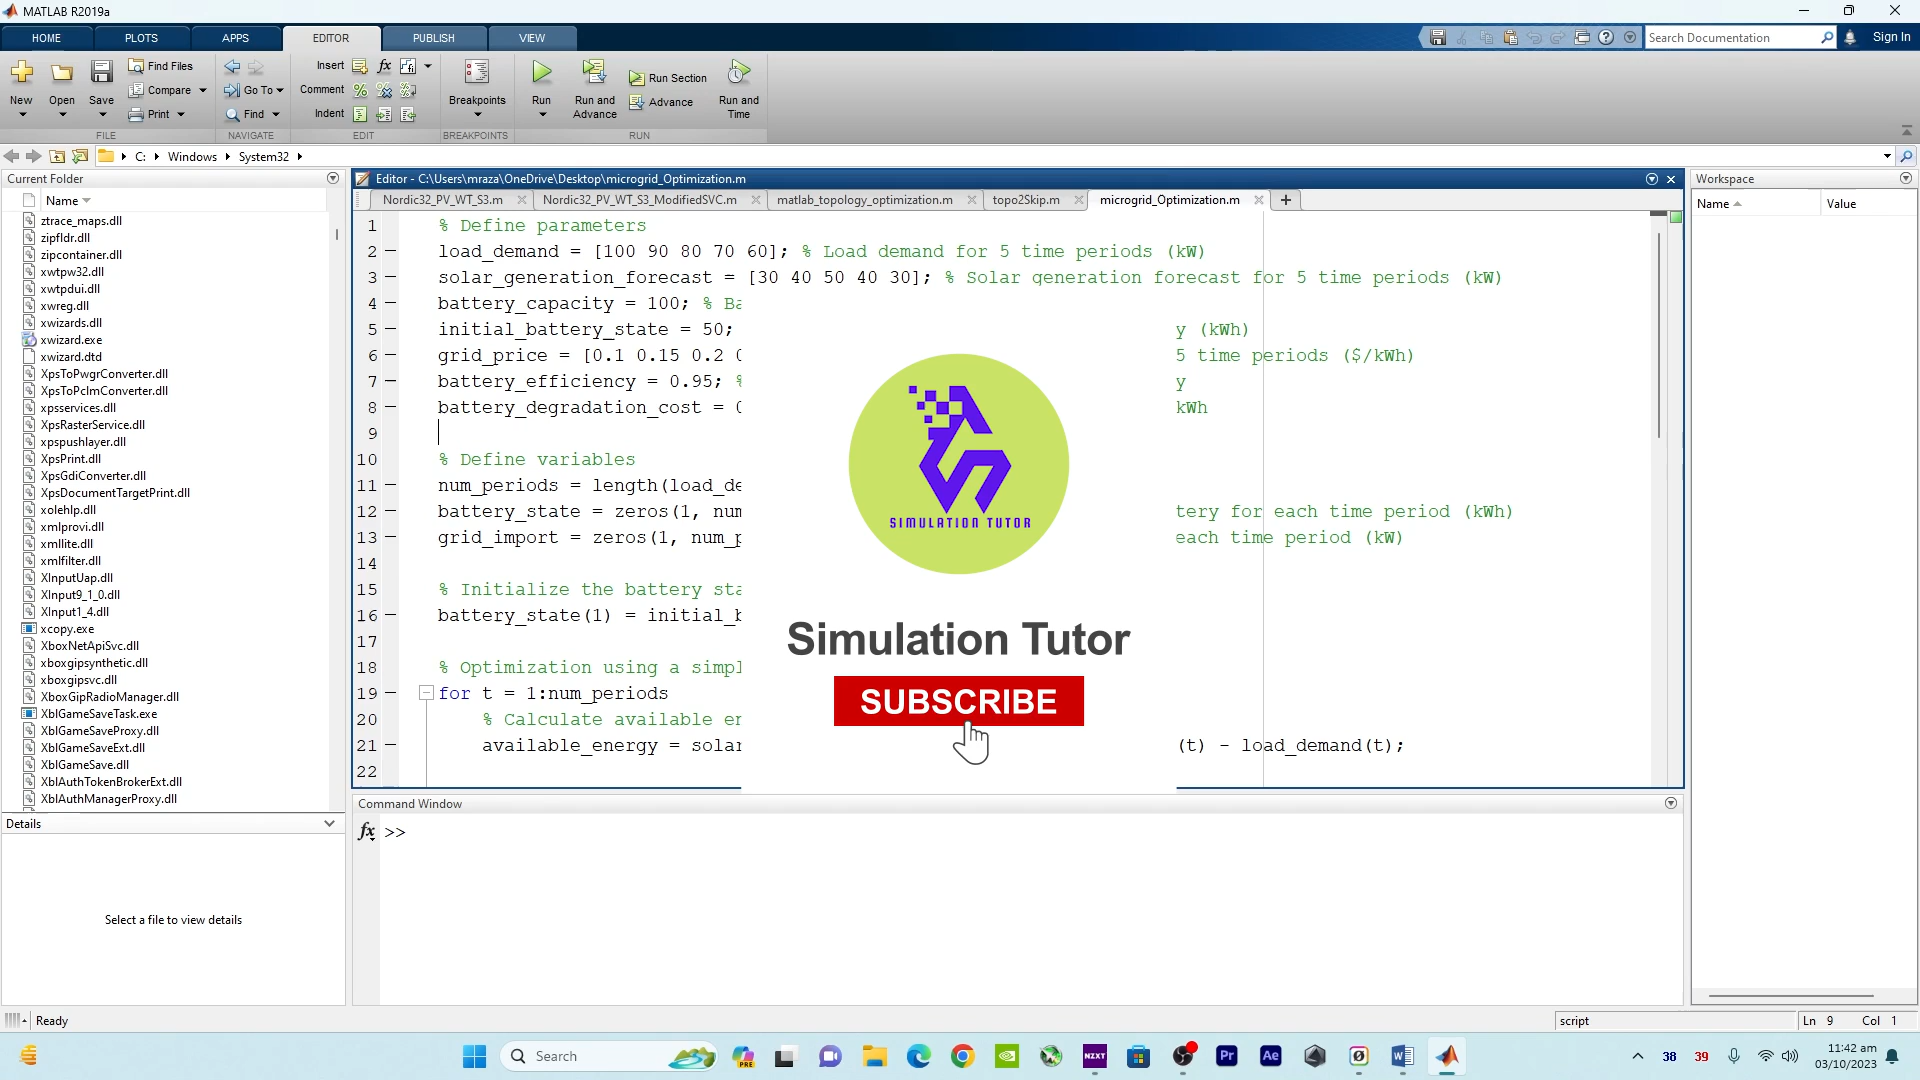 MATLAB R2019a
HOME PLOTS APPS EDITOR PUBLISH VIEW
Search Documentation
Sign In
New Open Save
Find Files
Compare
Print
FILE
Go To
Find
NAVIGATE
Insert
Comment
Indent
EDIT
Breakpoints
BREAKPOINTS
Run
Run and Advance
Run Section
Advance
Run and Time
RUN
C: Windows System32
Current Folder
Name
ztrace_maps.dll
zipfldr.dll
zipcontainer.dll
xwtpw32.dll
xwtpdui.dll
xwreg.dll
xwizards.dll
xwizard.exe
xwizard.dtd
XpsToPwgrConverter.dll
XpsToPclmConverter.dll
xpsservices.dll
XpsRasterService.dll
xpspushlayer.dll
XpsPrint.dll
XpsGdiConverter.dll
XpsDocumentTargetPrint.dll
xolehlp.dll
xmlprovi.dll
xmllite.dll
xmlfilter.dll
XInputUap.dll
XInput9_1_0.dll
XInput1_4.dll
xcopy.exe
XboxNetApiSvc.dll
xboxgipsynthetic.dll
xboxgipsvc.dll
XboxGipRadioManager.dll
XblGameSaveTask.exe
XblGameSaveProxy.dll
XblGameSaveExt.dll
XblGameSave.dll
XblAuthTokenBrokerExt.dll
XblAuthManagerProxy.dll
Details
Select a file to view details
Editor - C:\Users\mraza\OneDrive\Desktop\microgrid_Optimization.m
Nordic32_PV_WT_S3.m Nordic32_PV_WT_S3_ModifiedSVC.m matlab_topology_optimization.m topo2Skip.m microgrid_Optimization.m
1 % Define parameters
2 load_demand = [100 90 80 70 60]; % Load demand for 5 time periods (kW)
3 solar_generation_forecast = [30 40 50 40 30]; % Solar generation forecast for 5 time periods (kW)
4 battery_capacity = 100; % Ba
5 initial_battery_state = 50; y (kWh)
6 grid_price = [0.1 0.15 0.2 0 5 time periods ($/kWh)
7 battery_efficiency = 0.95; % y
8 battery_degradation_cost = 0 kWh
9
10 % Define variables
11 num_periods = length(load_de
12 battery_state = zeros(1, num tery for each time period (kWh)
13 grid_import = zeros(1, num_p each time period (kW)
14
15 % Initialize the battery sta
16 battery_state(1) = initial_b
17
18 % Optimization using a simpl
19 for t = 1:num_periods
20 % Calculate available en
21 available_energy = solar (t) - load_demand(t);
22
SIMULATION TUTOR
Simulation Tutor
SUBSCRIBE
Command Window
fx >>
Workspace
Name Value
Ready
script
Ln 9 Col 1
Search
PRE
NZXT
Pr
Ae
38 39
11:42 am
03/10/2023